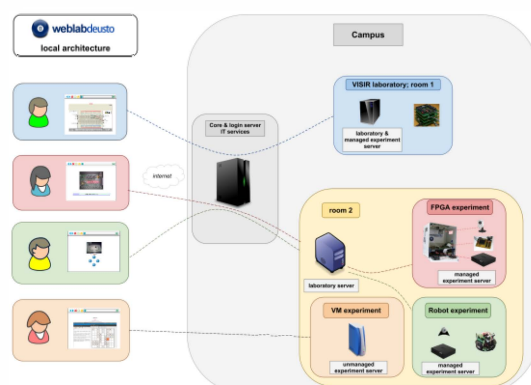 weblabdeusto
local architecture
Campus
VISIR laboratory; room 1
laboratory &
managed experiment
server
Core & login server
IT services
internet
room 2
laboratory server
FPGA experiment
managed
experiment server
VM experiment
unmanaged
experiment server
Robot experiment
managed
experiment server